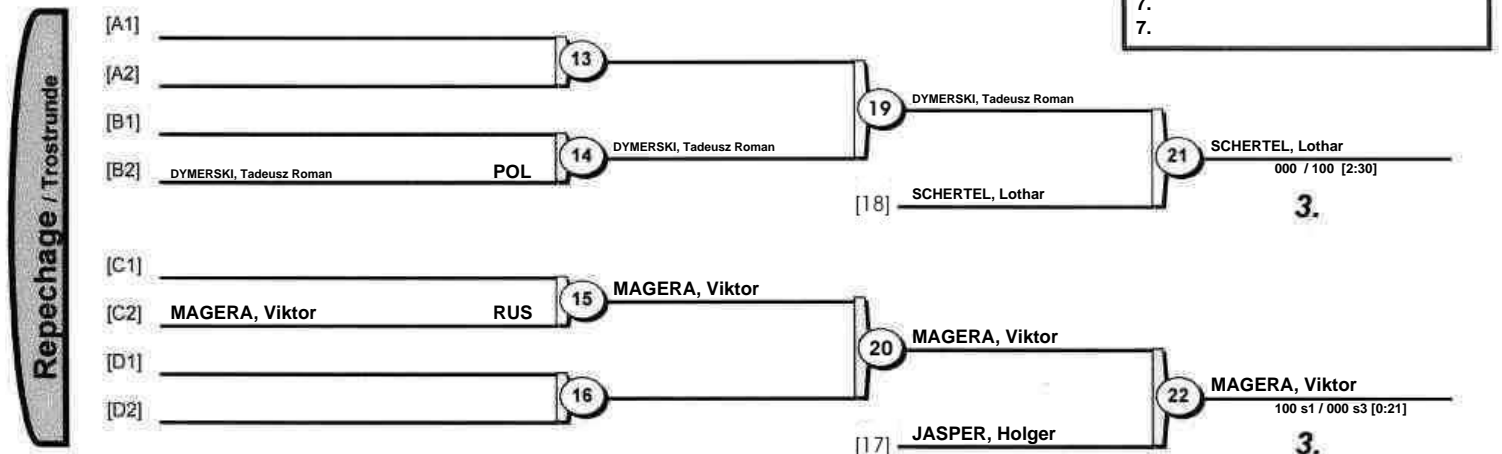 7.
7.
Repechage / Trostrunde
[A1]
13
[A2]
19
DYMERSKI, Tadeusz Roman
[B1]
14
DYMERSKI, Tadeusz Roman
21
SCHERTEL, Lothar
[B2]
DYMERSKI, Tadeusz Roman
POL
000 / 100 [2:30]
[18]
SCHERTEL, Lothar
3.
[C1]
15
MAGERA, Viktor
[C2]
MAGERA, Viktor
RUS
20
MAGERA, Viktor
[D1]
16
22
MAGERA, Viktor
[D2]
100 s1 / 000 s3 [0:21]
[17]
JASPER, Holger
3.